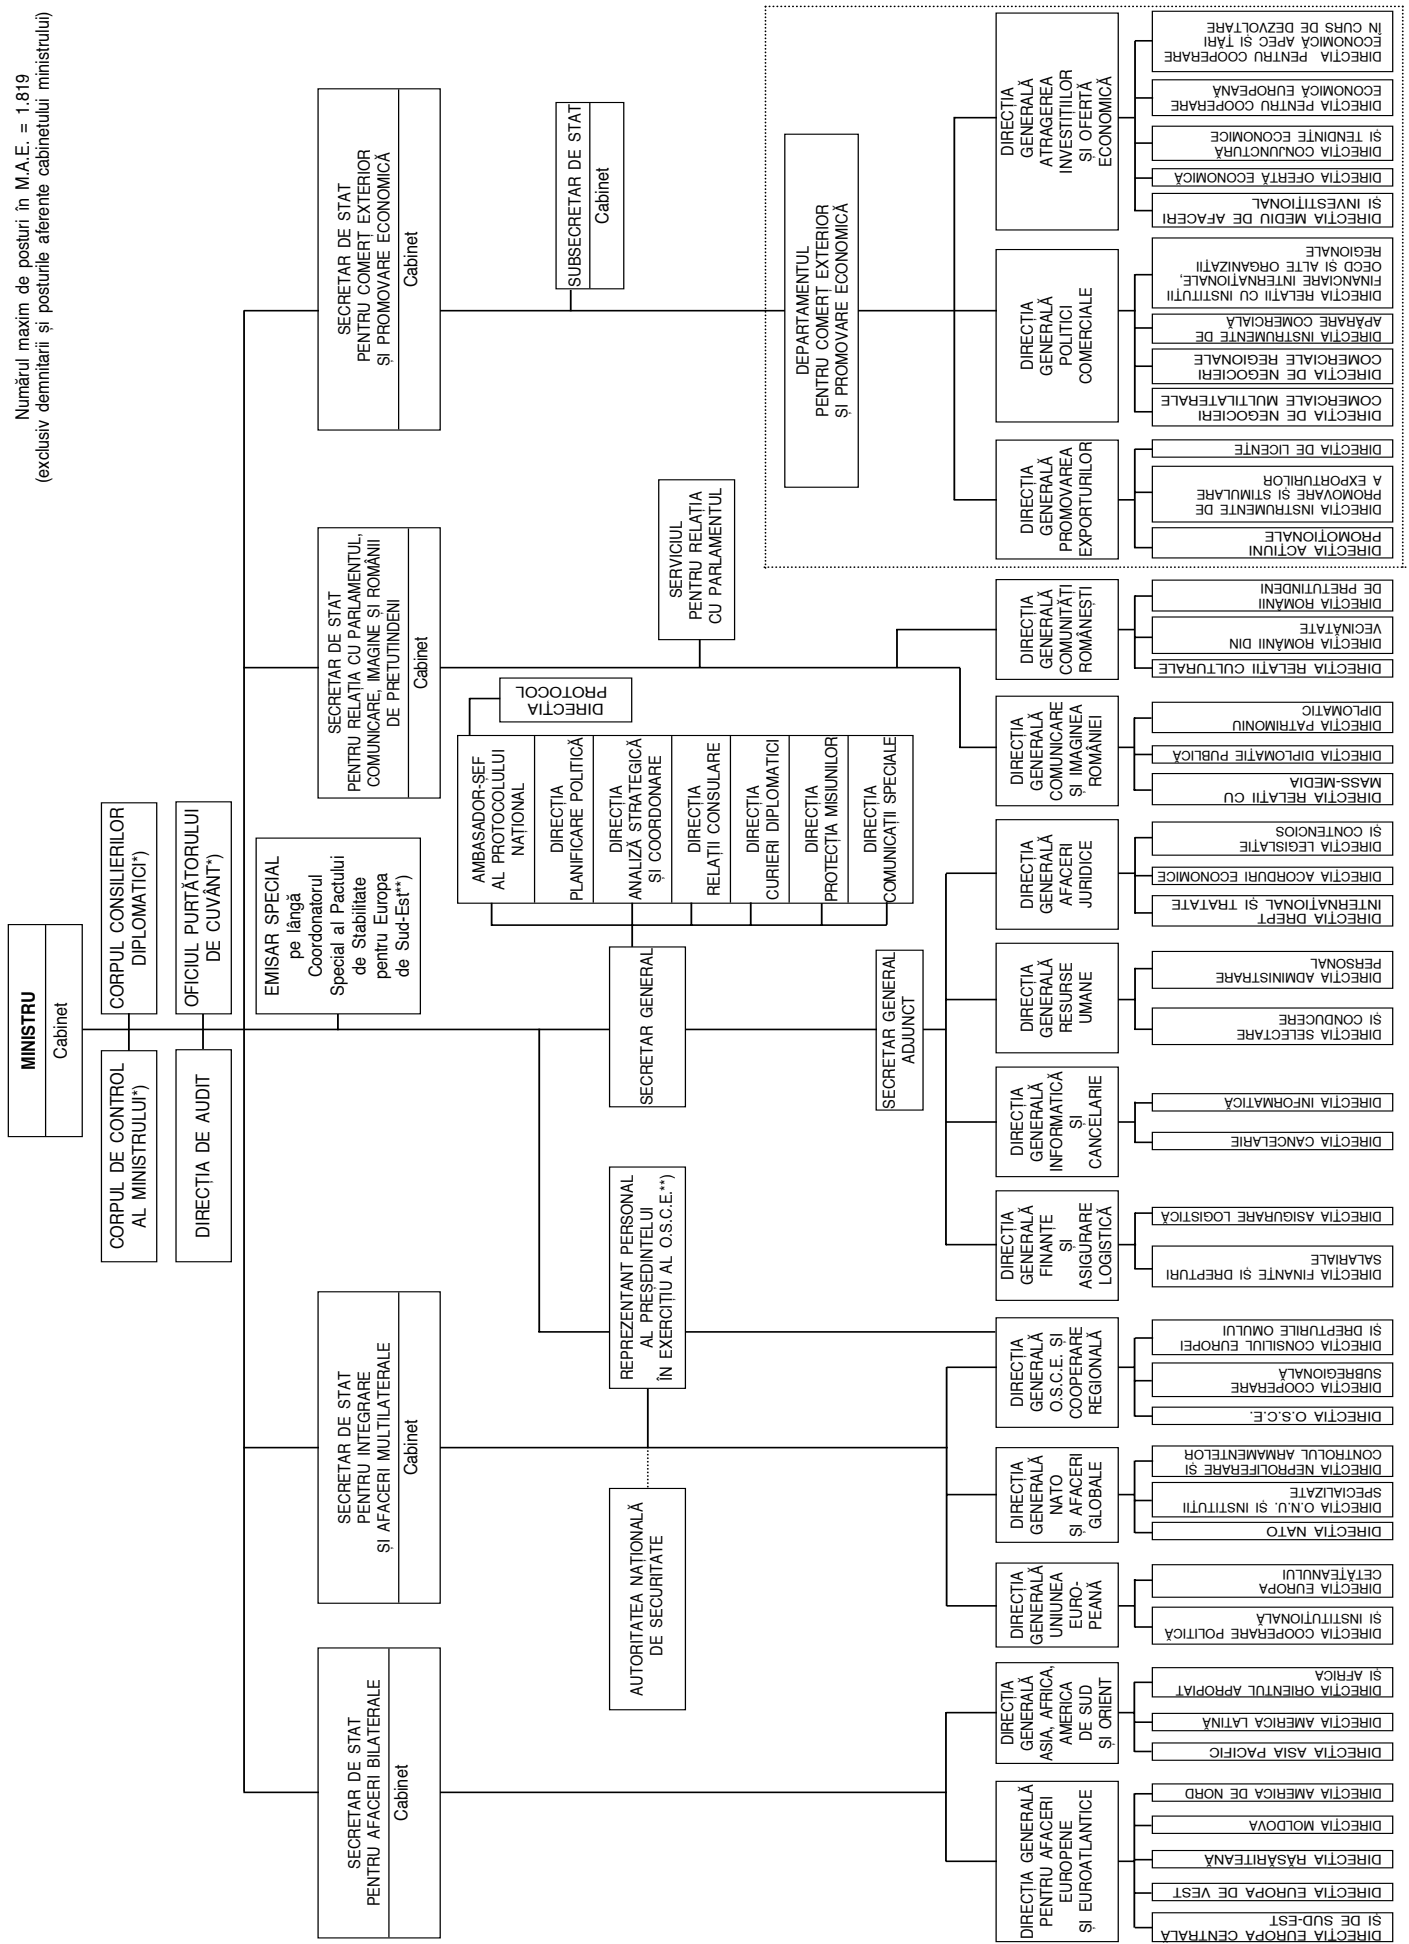 Numărul maxim de posturi în M.A.E. = 1.819
(exclusiv demnitarii și posturile aferente cabinetului ministrului)
MINISTRU
Cabinet
CORPUL DE CONTROL
AL MINISTRULUI*)
CORPUL CONSILIERILOR
DIPLOMATICI*)
DIRECȚIA DE AUDIT
OFICIUL PURTĂTORULUI
DE CUVÂNT*)
EMISAR SPECIAL
pe lângă
Coordonatorul
Special al Pactului
de Stabilitate
pentru Europa
de Sud-Est**)
SECRETAR DE STAT
PENTRU AFACERI BILATERALE
Cabinet
SECRETAR DE STAT
PENTRU INTEGRARE
ȘI AFACERI MULTILATERALE
Cabinet
SECRETAR DE STAT
PENTRU RELAȚIA CU PARLAMENTUL,
COMUNICARE, IMAGINE ȘI ROMÂNII
DE PRETUTINDENI
Cabinet
SECRETAR DE STAT
PENTRU COMERȚ EXTERIOR
ȘI PROMOVARE ECONOMICĂ
Cabinet
AMBASADOR-ȘEF
AL PROTOCOLULUI
NAȚIONAL
DIRECȚIA
PLANIFICARE POLITICĂ
DIRECȚIA
ANALIZĂ STRATEGICĂ
ȘI COORDONARE
DIRECȚIA
RELAȚII CONSULARE
DIRECȚIA
CURIERI DIPLOMATICI
DIRECȚIA
PROTECȚIA MISIUNILOR
DIRECȚIA
COMUNICAȚII SPECIALE
DIRECȚIA
PROTOCOL
SUBSECRETAR DE STAT
Cabinet
AUTORITATEA NAȚIONALĂ
DE SECURITATE
REPREZENTANT PERSONAL
AL PREȘEDINTELUI
ÎN EXERCIȚIU AL O.S.C.E.**)
SECRETAR GENERAL
SERVICIUL
PENTRU RELAȚIA
CU PARLAMENTUL
DEPARTAMENTUL
PENTRU COMERȚ EXTERIOR
ȘI PROMOVARE ECONOMICĂ
SECRETAR GENERAL
ADJUNCT
DIRECȚIA GENERALĂ
PENTRU AFACERI
EUROPENE
ȘI EUROATLANTICE
DIRECȚIA
GENERALĂ
ASIA, AFRICA,
AMERICA
DE SUD
ȘI ORIENT
DIRECȚIA
GENERALĂ
UNIUNEA
EURO-
PEANĂ
DIRECȚIA
GENERALĂ
NATO
ȘI AFACERI
GLOBALE
DIRECȚIA
GENERALĂ
O.S.C.E. ȘI
COOPERARE
REGIONALĂ
DIRECȚIA
GENERALĂ
FINANȚE
ȘI
ASIGURARE
LOGISTICĂ
DIRECȚIA
GENERALĂ
INFORMATICĂ
ȘI
CANCELARIE
DIRECȚIA
GENERALĂ
RESURSE
UMANE
DIRECȚIA
GENERALĂ
AFACERI
JURIDICE
DIRECȚIA
GENERALĂ
COMUNICARE
ȘI IMAGINEA
ROMÂNIEI
DIRECȚIA
GENERALĂ
COMUNITĂȚI
ROMÂNEȘTI
DIRECȚIA
GENERALĂ
PROMOVAREA
EXPORTURILOR
DIRECȚIA
GENERALĂ
POLITICI
COMERCIALE
DIRECȚIA
GENERALĂ
ATRAGEREA
INVESTIȚIILOR
ȘI OFERTĂ
ECONOMICĂ
DIRECȚIA EUROPA CENTRALĂ
ȘI DE SUD-EST
DIRECȚIA EUROPA DE VEST
DIRECȚIA RĂSĂRITEANĂ
DIRECȚIA MOLDOVA
DIRECȚIA AMERICA DE NORD
DIRECȚIA ASIA PACIFIC
DIRECȚIA AMERICA LATINĂ
DIRECȚIA ORIENTUL APROPIAT
ȘI AFRICA
DIRECȚIA COOPERARE POLITICĂ
ȘI INSTITUȚIONALĂ
DIRECȚIA EUROPA
CETĂȚEANULUI
DIRECȚIA NATO
DIRECȚIA O.N.U. ȘI INSTITUȚII
SPECIALIZATE
DIRECȚIA NEPROLIFERARE ȘI
CONTROLUL ARMAMENTELOR
DIRECȚIA O.S.C.E.
DIRECȚIA COOPERARE
SUBREGIONALĂ
DIRECȚIA CONSILIUL EUROPEI
ȘI DREPTURILE OMULUI
DIRECȚIA FINANȚE ȘI DREPTURI
SALARIALE
DIRECȚIA ASIGURARE LOGISTICĂ
DIRECȚIA CANCELARIE
DIRECȚIA INFORMATICĂ
DIRECȚIA SELECTARE
ȘI CONDUCERE
DIRECȚIA ADMINISTRARE
PERSONAL
DIRECȚIA DREPT
INTERNAȚIONAL ȘI TRATATE
DIRECȚIA ACORDURI ECONOMICE
DIRECȚIA LEGISLAȚIE
ȘI CONTENCIOS
DIRECȚIA RELAȚII CU
MASS-MEDIA
DIRECȚIA DIPLOMAȚIE PUBLICĂ
DIRECȚIA PATRIMONIU
DIPLOMATIC
DIRECȚIA RELAȚII CULTURALE
DIRECȚIA ROMÂNII DIN
VECINĂTATE
DIRECȚIA ROMÂNII
DE PRETUTINDENI
DIRECȚIA ACȚIUNI
PROMOȚIONALE
DIRECȚIA INSTRUMENTE DE
PROMOVARE ȘI STIMULARE
A EXPORTURILOR
DIRECȚIA DE LICENȚE
DIRECȚIA DE NEGOCIERI
COMERCIALE MULTILATERALE
DIRECȚIA DE NEGOCIERI
COMERCIALE REGIONALE
DIRECȚIA INSTRUMENTE DE
APĂRARE COMERCIALĂ
DIRECȚIA RELAȚII CU INSTITUȚII
FINANCIARE INTERNAȚIONALE,
OECD ȘI ALTE ORGANIZAȚII
REGIONALE
DIRECȚIA MEDIU DE AFACERI
ȘI INVESTIȚIONAL
DIRECȚIA OFERTĂ ECONOMICĂ
DIRECȚIA CONJUNCTURĂ
ȘI TENDINȚE ECONOMICE
DIRECȚIA PENTRU COOPERARE
ECONOMICĂ EUROPEANĂ
DIRECȚIA PENTRU COOPERARE
ECONOMICĂ APEC ȘI ȚĂRI
ÎN CURS DE DEZVOLTARE